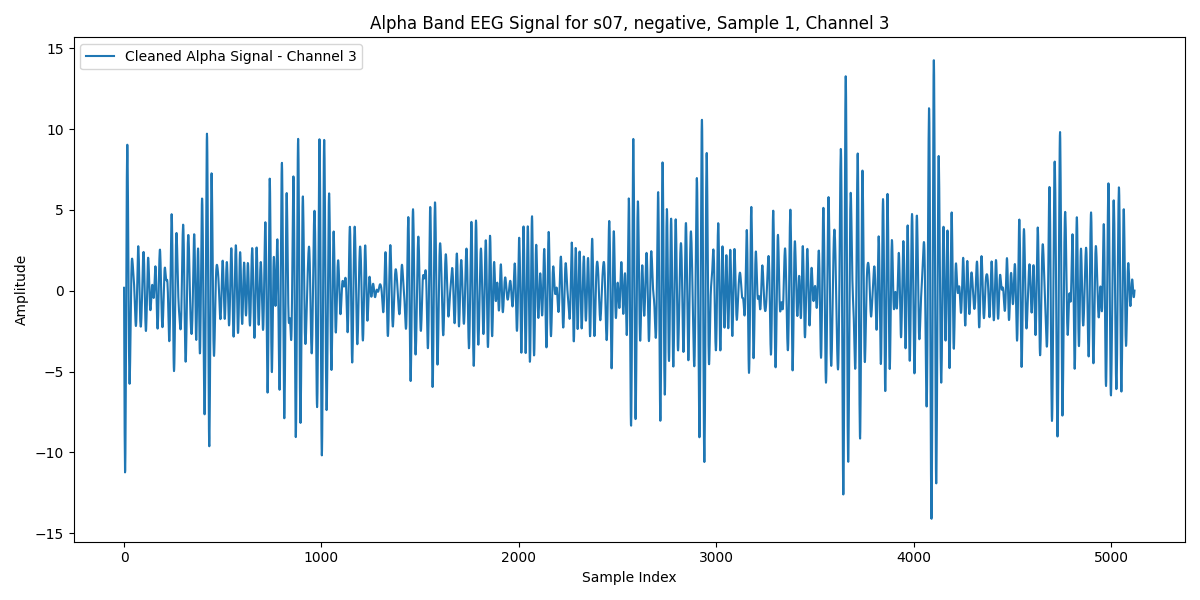 Alpha Band EEG Signal for s07, negative, Sample 1, Channel 3
Cleaned Alpha Signal - Channel 3
15
10
5
0
−5
−10
−15
Amplitude
0 1000 2000 3000 4000 5000
Sample Index